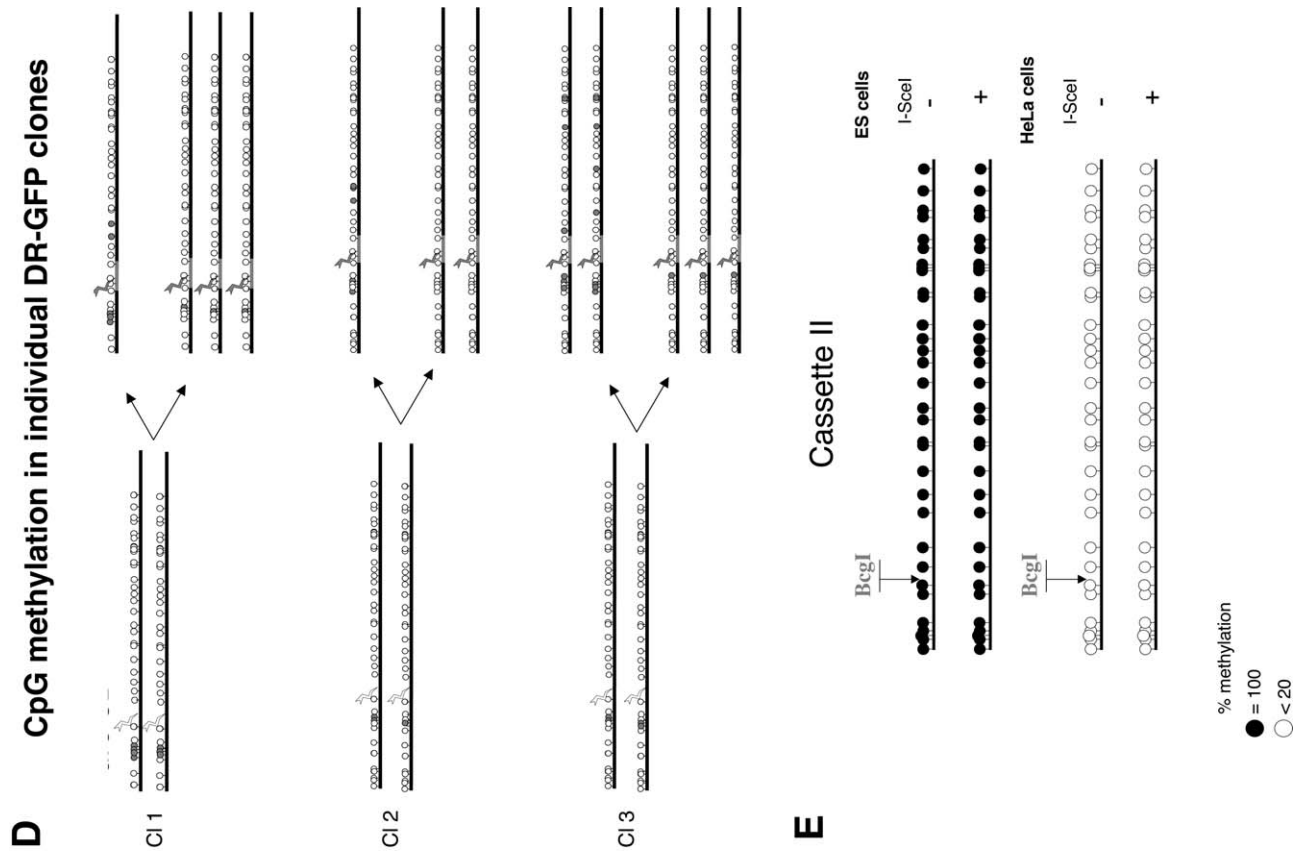 D
CpG methylation in individual DR-GFP clones
Cl 1
Cl 2
Cl 3
E
Cassette II
ES cells
I-SceI
BcgI
-
+
HeLa cells
I-SceI
BcgI
-
+
% methylation
= 100
< 20